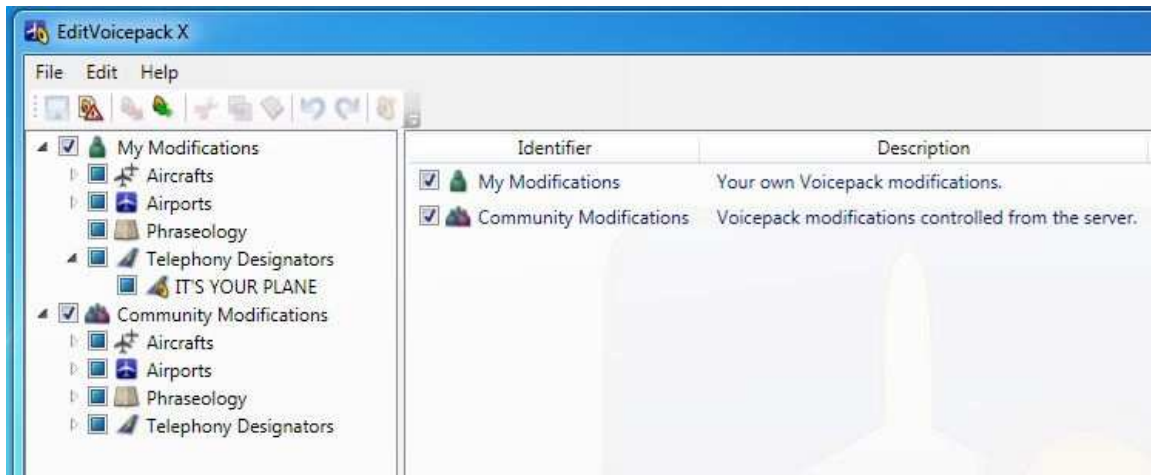 EditVoicepack X
File Edit Help
My Modifications
Aircrafts
Airports
Phraseology
Telephony Designators
IT'S YOUR PLANE
Community Modifications
Aircrafts
Airports
Phraseology
Telephony Designators
Identifier Description
My Modifications Your own Voicepack modifications.
Community Modifications Voicepack modifications controlled from the server.